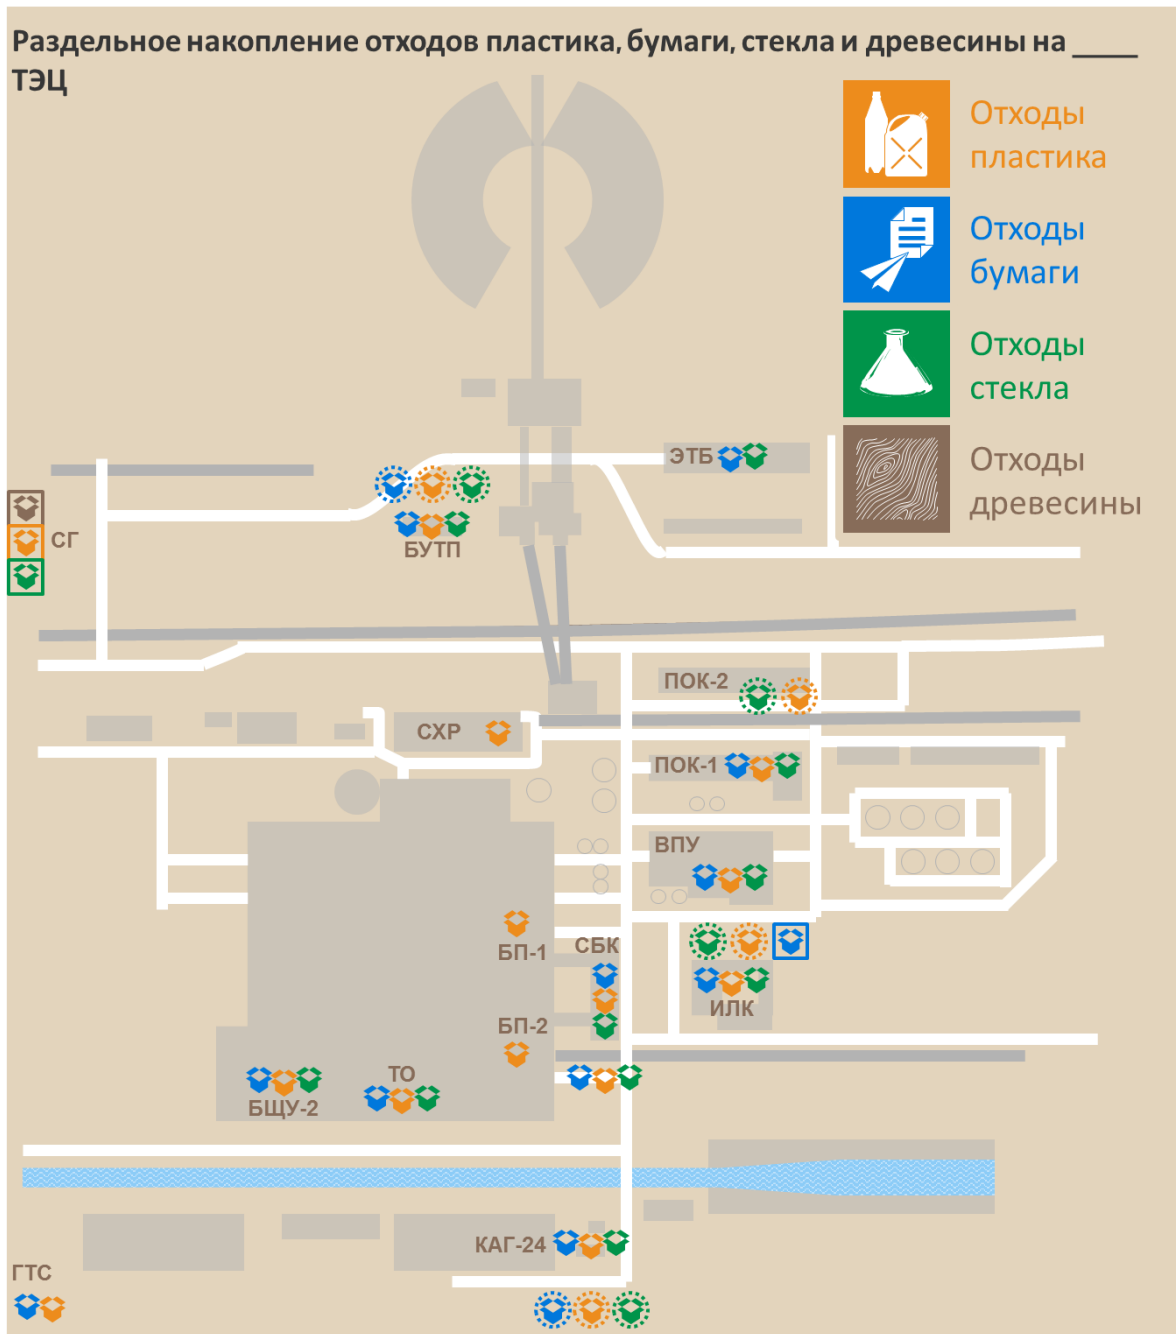 Раздельное накопление отходов пластика, бумаги, стекла и древесины на ____
ТЭЦ
Отходы
пластика
Отходы
бумаги
Отходы
стекла
Отходы
древесины
ЭТБ
СГ
БУТП
ПОК-2
СХР
ПОК-1
ВПУ
БП-1
СБК
ИЛК
БП-2
ТО
БЩУ-2
КАГ-24
ГТС